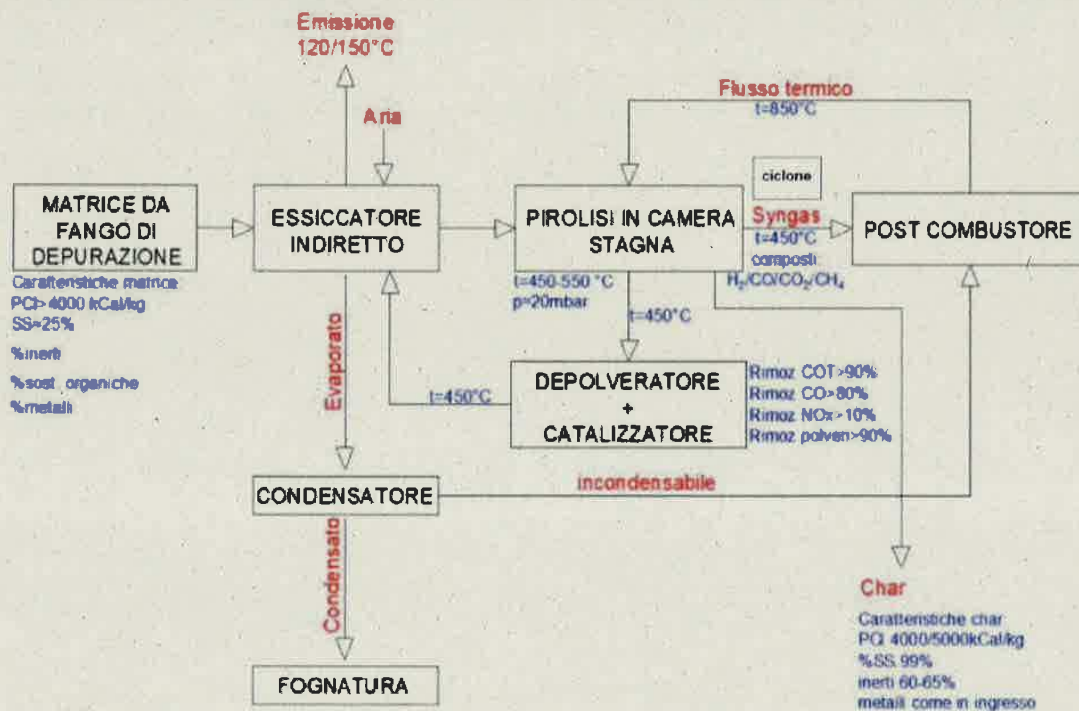 Emissione
120/150°C
Aria
Flusso termico
t=850°C
MATRICE DA
FANGO DI
DEPURAZIONE
ESSICCATORE
INDIRETTO
PIROLISI IN CAMERA
STAGNA
ciclone
Syngas
t=450°C
composti
H₂/CO/CO₂/CH₄
POST COMBUSTORE
Caratteristiche matrice
PCI>4000 kCal/kg
SS=25%
%inerti
%sost. organiche
%metalli
t=450-550 °C
p=20mbar
t=450°C
Evaporato
t=450°C
DEPOLVERATORE
+
CATALIZZATORE
Rimoz COT>90%
Rimoz CO>80%
Rimoz NOx>10%
Rimoz polveri>90%
CONDENSATORE
incondensabile
Condensato
FOGNATURA
Char
Caratteristiche char
PCI 4000/5000kCal/kg
%SS 99%
inerti 60-65%
metalli come in ingresso